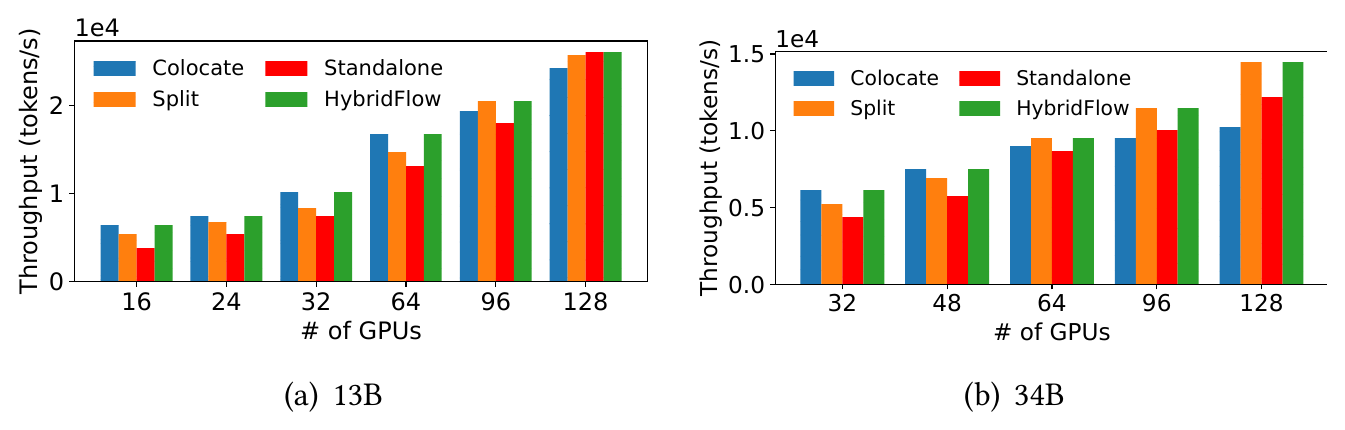 1e4
Throughput (tokens/s)
Colocate Standalone
Split HybridFlow
2
1
0
16 24 32 64 96 128
# of GPUs
(a) 13B
1e4
Throughput (tokens/s)
1.5
Colocate Standalone
Split HybridFlow
1.0
0.5
0.0
32 48 64 96 128
# of GPUs
(b) 34B